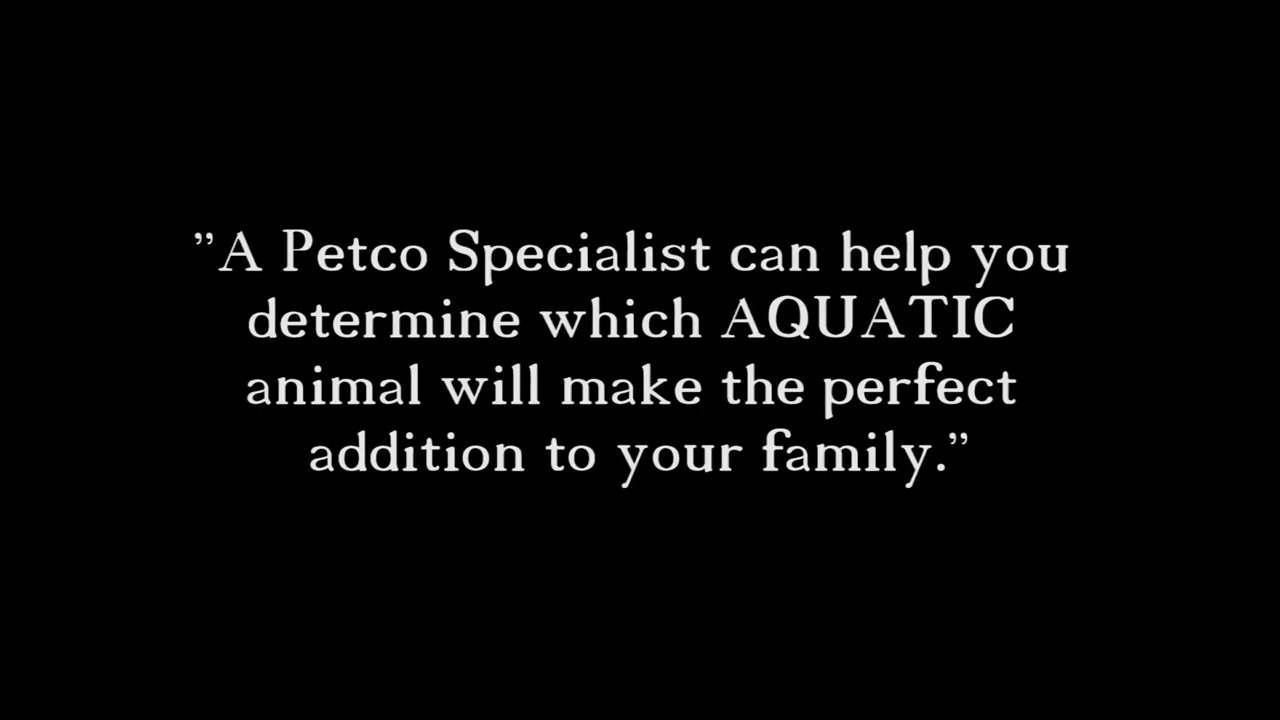 ”A Petco Specialist can help you
determine which AQUATIC
animal will make the perfect
addition to your family.”